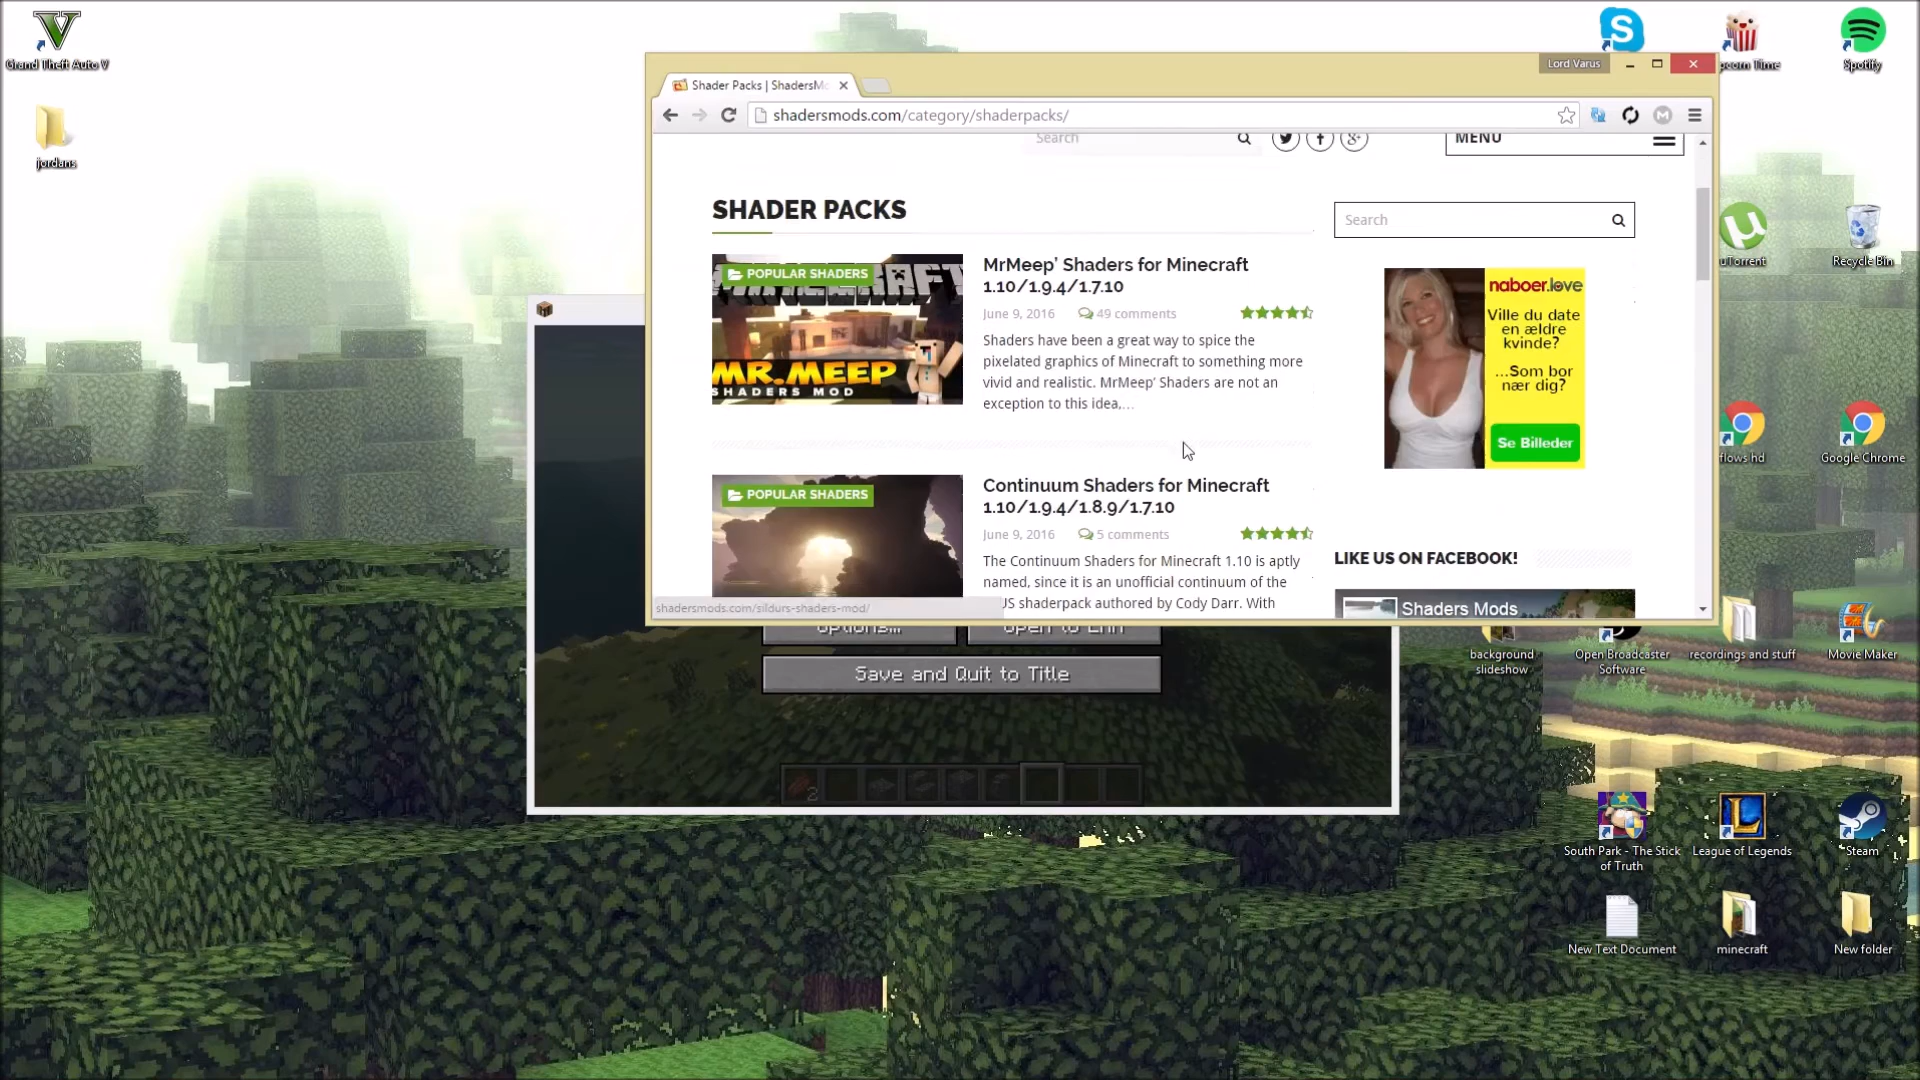 Grand Theft Auto V
jordans
Spotify
Lord Varus
Shader Packs | ShadersMo
shadersmods.com/category/shaderpacks/
Search
MENU
SHADER PACKS
Search
POPULAR SHADERS
MINECRAFT
MR.MEEP
SHADERS MOD
MrMeep' Shaders for Minecraft
1.10/1.9.4/1.7.10
June 9, 2016
49 comments
Shaders have been a great way to spice the
pixelated graphics of Minecraft to something more
vivid and realistic. MrMeep' Shaders are not an
exception to this idea,...
naboer.love
Ville du date
en ældre
kvinde?
...Som bor
nær dig?
Se Billeder
POPULAR SHADERS
Continuum Shaders for Minecraft
1.10/1.9.4/1.8.9/1.7.10
June 9, 2016
5 comments
The Continuum Shaders for Minecraft 1.10 is aptly
named, since it is an unofficial continuum of the
US shaderpack authored by Cody Darr. With
LIKE US ON FACEBOOK!
Shaders Mods
shadersmods.com/sildurs-shaders-mod/
Save and Quit to Title
2
pcorn Time
uTorrent
Recycle Bin
flows hd
Google Chrome
background
slideshow
Open Broadcaster
Software
recordings and stuff
Movie Maker
South Park - The Stick
of Truth
League of Legends
Steam
New Text Document
minecraft
New folder